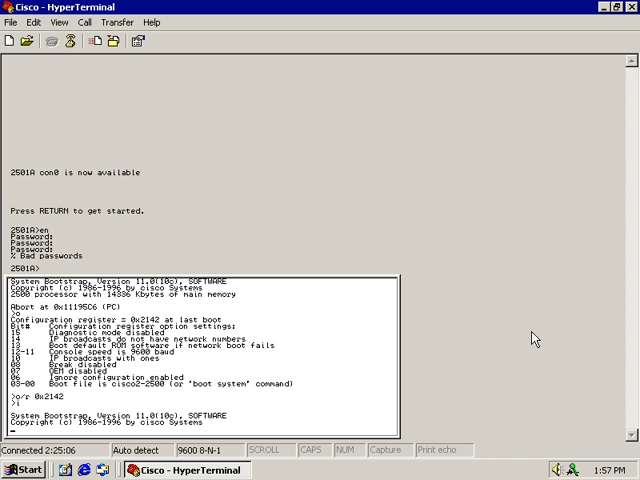 Cisco - HyperTerminal
File Edit View Call Transfer Help
2501A con0 is now available
Press RETURN to get started.
2501A>en
Password:
Password:
Password:
% Bad passwords
2501A>
System Bootstrap, Version 11.0(10c), SOFTWARE
Copyright (c) 1986-1996 by cisco Systems
2500 processor with 14336 Kbytes of main memory
Abort at 0x11195C6 (PC)
>o
Configuration register = 0x2142 at last boot
Bit# Configuration register option settings:
15 Diagnostic mode disabled
14 IP broadcasts do not have network numbers
13 Boot default ROM software if network boot fails
12-11 Console speed is 9600 baud
10 IP broadcasts with ones
08 Break disabled
07 OEM disabled
06 Ignore configuration enabled
03-00 Boot file is cisco2-2500 (or 'boot system' command)
>o/r 0x2142
>i
System Bootstrap, Version 11.0(10c), SOFTWARE
Copyright (c) 1986-1996 by cisco Systems
Connected 2:25:06 Auto detect 9600 8-N-1 SCROLL CAPS NUM Capture Print echo
Start Cisco - HyperTerminal 1:57 PM